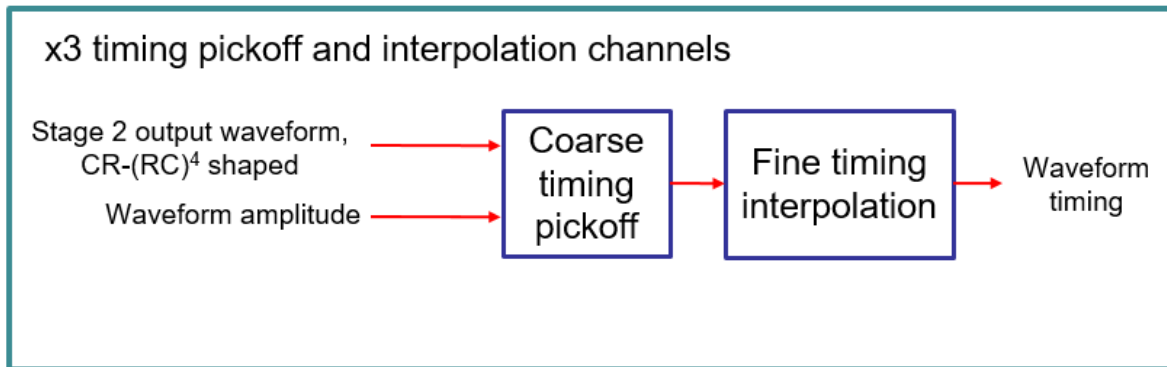 x3 timing pickoff and interpolation channels
Stage 2 output waveform,
CR-(RC)⁴ shaped
Waveform amplitude
Coarse
timing
pickoff
Fine timing
interpolation
Waveform
timing